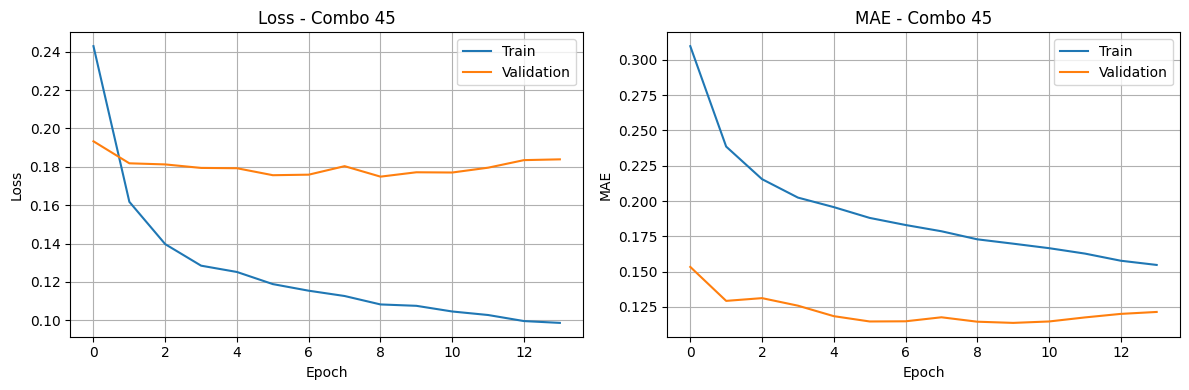 Loss - Combo 45
Train
Validation
0.24
0.22
0.20
0.18
0.16
0.14
0.12
0.10
Loss
0 2 4 6 8 10 12
Epoch
MAE - Combo 45
Train
Validation
0.300
0.275
0.250
0.225
0.200
0.175
0.150
0.125
MAE
0 2 4 6 8 10 12
Epoch